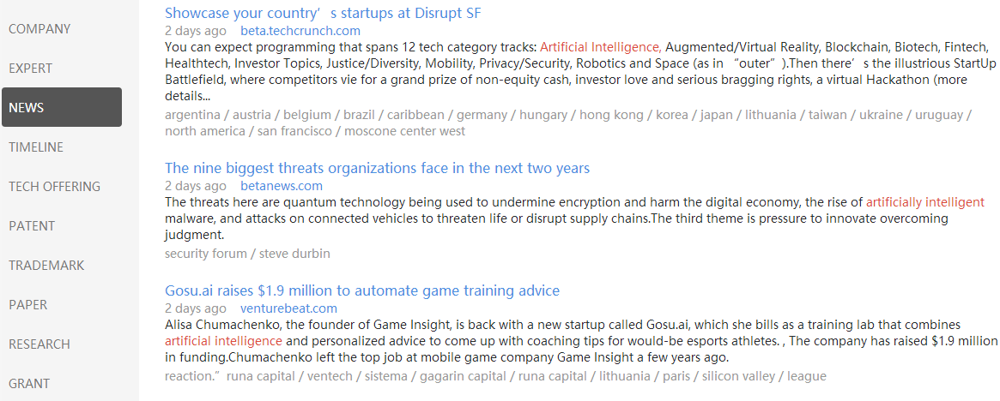 COMPANY
EXPERT
NEWS
TIMELINE
TECH OFFERING
PATENT
TRADEMARK
PAPER
RESEARCH
GRANT
Showcase your country’s startups at Disrupt SF
2 days ago beta.techcrunch.com
You can expect programming that spans 12 tech category tracks: Artificial Intelligence, Augmented/Virtual Reality, Blockchain, Biotech, Fintech,
Healthtech, Investor Topics, Justice/Diversity, Mobility, Privacy/Security, Robotics and Space (as in “outer”).Then there’s the illustrious StartUp
Battlefield, where competitors vie for a grand prize of non-equity cash, investor love and serious bragging rights, a virtual Hackathon (more
details...
argentina / austria / belgium / brazil / caribbean / germany / hungary / hong kong / korea / japan / lithuania / taiwan / ukraine / uruguay /
north america / san francisco / moscone center west
The nine biggest threats organizations face in the next two years
2 days ago betanews.com
The threats here are quantum technology being used to undermine encryption and harm the digital economy, the rise of artificially intelligent
malware, and attacks on connected vehicles to threaten life or disrupt supply chains.The third theme is pressure to innovate overcoming
judgment.
security forum / steve durbin
Gosu.ai raises $1.9 million to automate game training advice
2 days ago venturebeat.com
Alisa Chumachenko, the founder of Game Insight, is back with a new startup called Gosu.ai, which she bills as a training lab that combines
artificial intelligence and personalized advice to come up with coaching tips for would-be esports athletes. , The company has raised $1.9 million
in funding.Chumachenko left the top job at mobile game company Game Insight a few years ago.
reaction.” runa capital / ventech / sistema / gagarin capital / runa capital / lithuania / paris / silicon valley / league